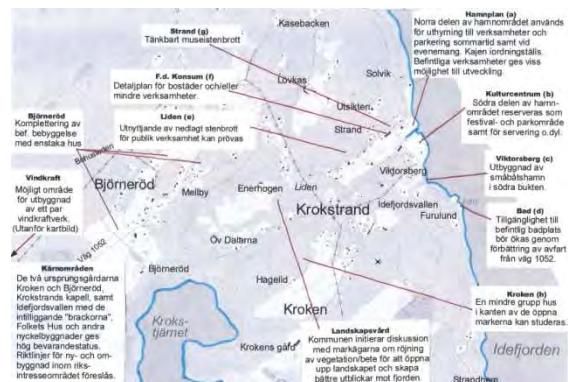 Kasebacken
Hamnplan (a)
Norra delen av hamnområdet används
för uthyrning till verksamheter och
parkering sommartid samt vid
evenemang. Kajen iordningställs.
Befintliga verksamheter ges viss
möjlighet till utveckling.
Strand (g)
Tänkbart museistenbrott
Lövkas
Solvik
F.d. Konsum (f)
Detaljplan för bostäder och/eller
mindre verksamheter.
Utsikten
Strand
Kulturcentrum (b)
Södra delen av hamn-
området reserveras som
festival- och parkområde
samt för servering o.dyl.
Björneröd
Komplettering av
bef. bebyggelse
med enstaka hus
Liden (e)
Utnyttjande av nedlagt stenbrott
för publik verksamhet kan prövas
Viktorsberg
Viktorsberg (c)
Utbyggnad av
småbåtshamn
i södra bukten.
Vindkraft
Möjligt område
för utbyggnad
av ett par
vindkraftverk.
(Utanför kartbild)
Björneröd
Mellby
Enerhogen
Liden
Krokstrand
Idefjordsvallen
Furulund
Bad (d)
Tillgänglighet till
befintlig badplats
bör ökas genom
förbättring av avfart
från väg 1052.
Väg 1052
Öv Dalarna
Björneröd
Hagelid
Kroken
Kärnområden
De två ursprungsgårdarna
Kroken och Björneröd,
Krokstrands kapell, samt
Idefjordsvallen med de
intilliggande "brackorna",
Folkets Hus och andra
nyckelbyggnader ges
hög bevarandestatus.
Riktlinjer för ny- och om-
byggnad inom riks-
intresseområdet föreslås.
Kroken (h)
En mindre grupp hus i
kanten av de öppna
markerna kan studeras.
Kroks-
tjärnet
Krokens gård
Landskapsvård
Kommunen initierar diskussion
med markägarna om röjning
av vegetation/bete för att öppna
upp landskapet och skapa
bättre utblickar mot fjorden.
Idefjorden